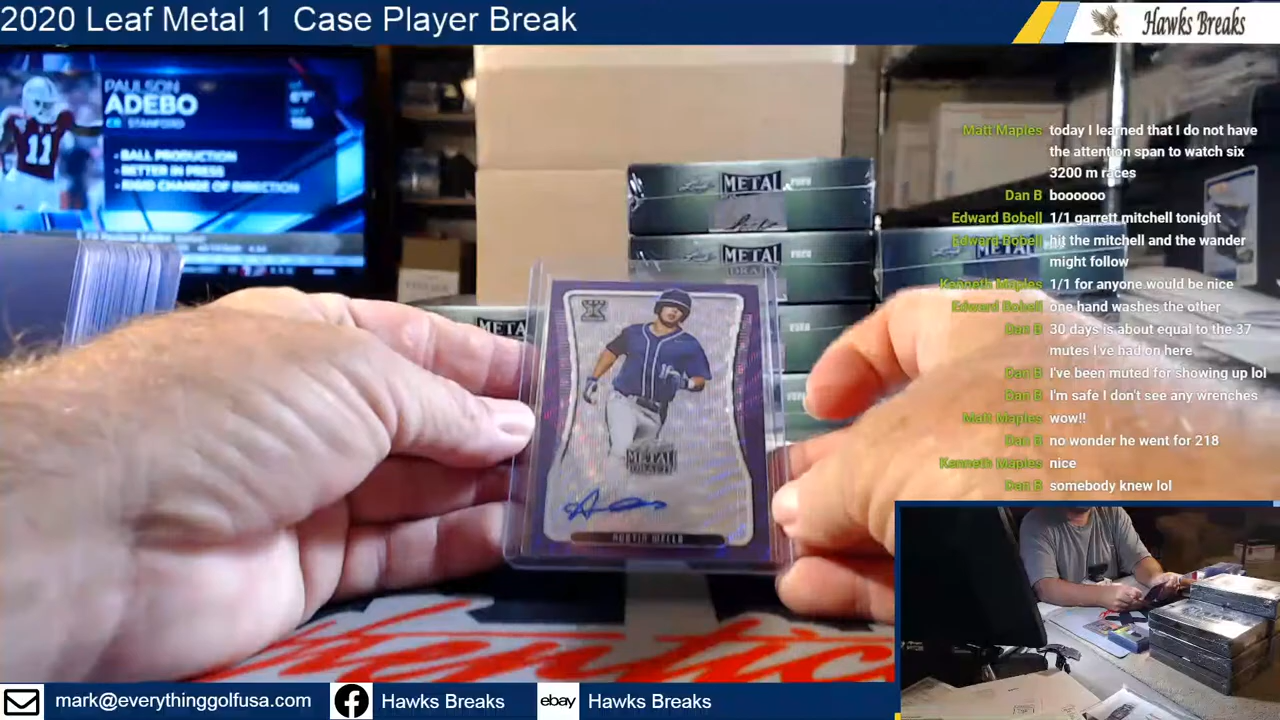 2020 Leaf Metal 1 Case Player Break
Hawks Breaks
PAULSON
ADEBO
CB STANFORD
11
- BALL PRODUCTION
- BETTER IN PRESS
- RIGID CHANGE OF DIRECTION
METAL
METAL
DRAFT
METAL
METAL
METAL
DRAFT
Matt Maples today I learned that I do not have
the attention span to watch six
3200 m races
Dan B boooooo
Edward Bobell 1/1 garrett mitchell tonight
Edward Bobell hit the mitchell and the wander
might follow
Kenneth Maples 1/1 for anyone would be nice
Edward Bobell one hand washes the other
Dan B 30 days is about equal to the 37
mutes I've had on here
Dan B I've been muted for showing up lol
Dan B I'm safe I don't see any wrenches
Matt Maples wow!!
Dan B no wonder he went for 218
Kenneth Maples nice
Dan B somebody knew lol
mark@everythinggolfusa.com
Hawks Breaks
ebay
Hawks Breaks